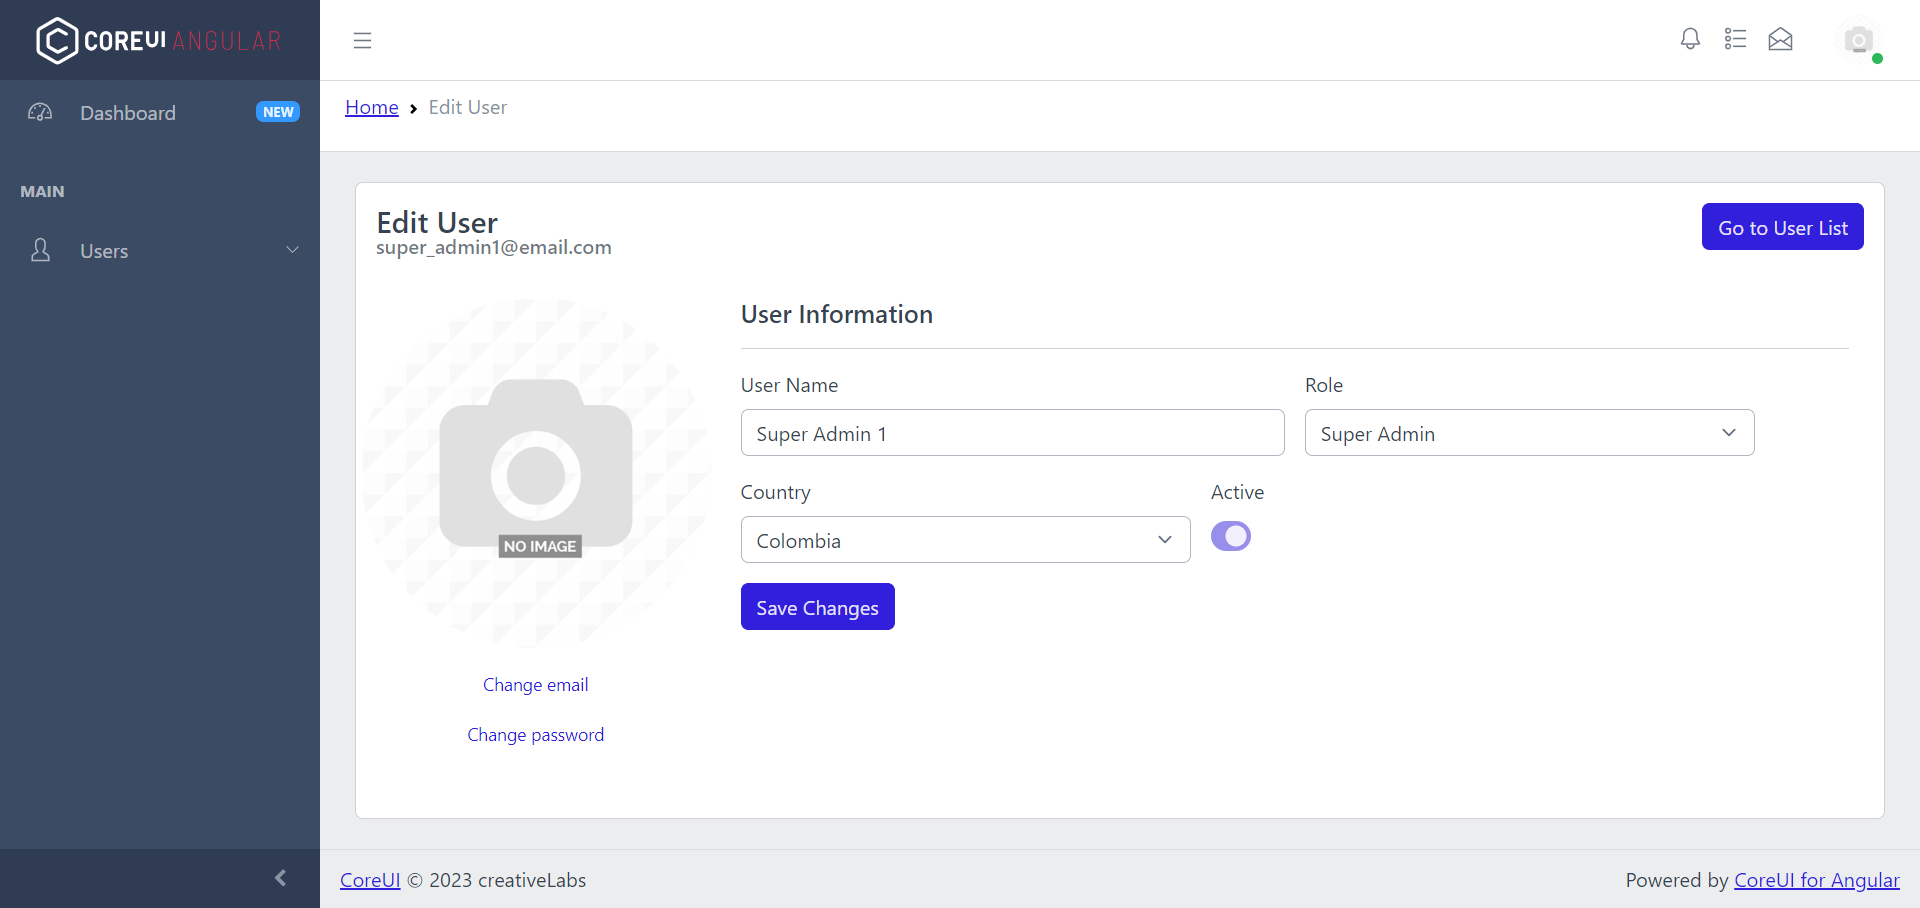 COREUI ANGULAR
Dashboard NEW
MAIN
Users
Home Edit User
Edit User
super_admin1@email.com
Go to User List
NO IMAGE
Change email
Change password
User Information
User Name
Super Admin 1
Role
Super Admin
Country
Colombia
Active
Save Changes
CoreUI © 2023 creativeLabs
Powered by CoreUI for Angular